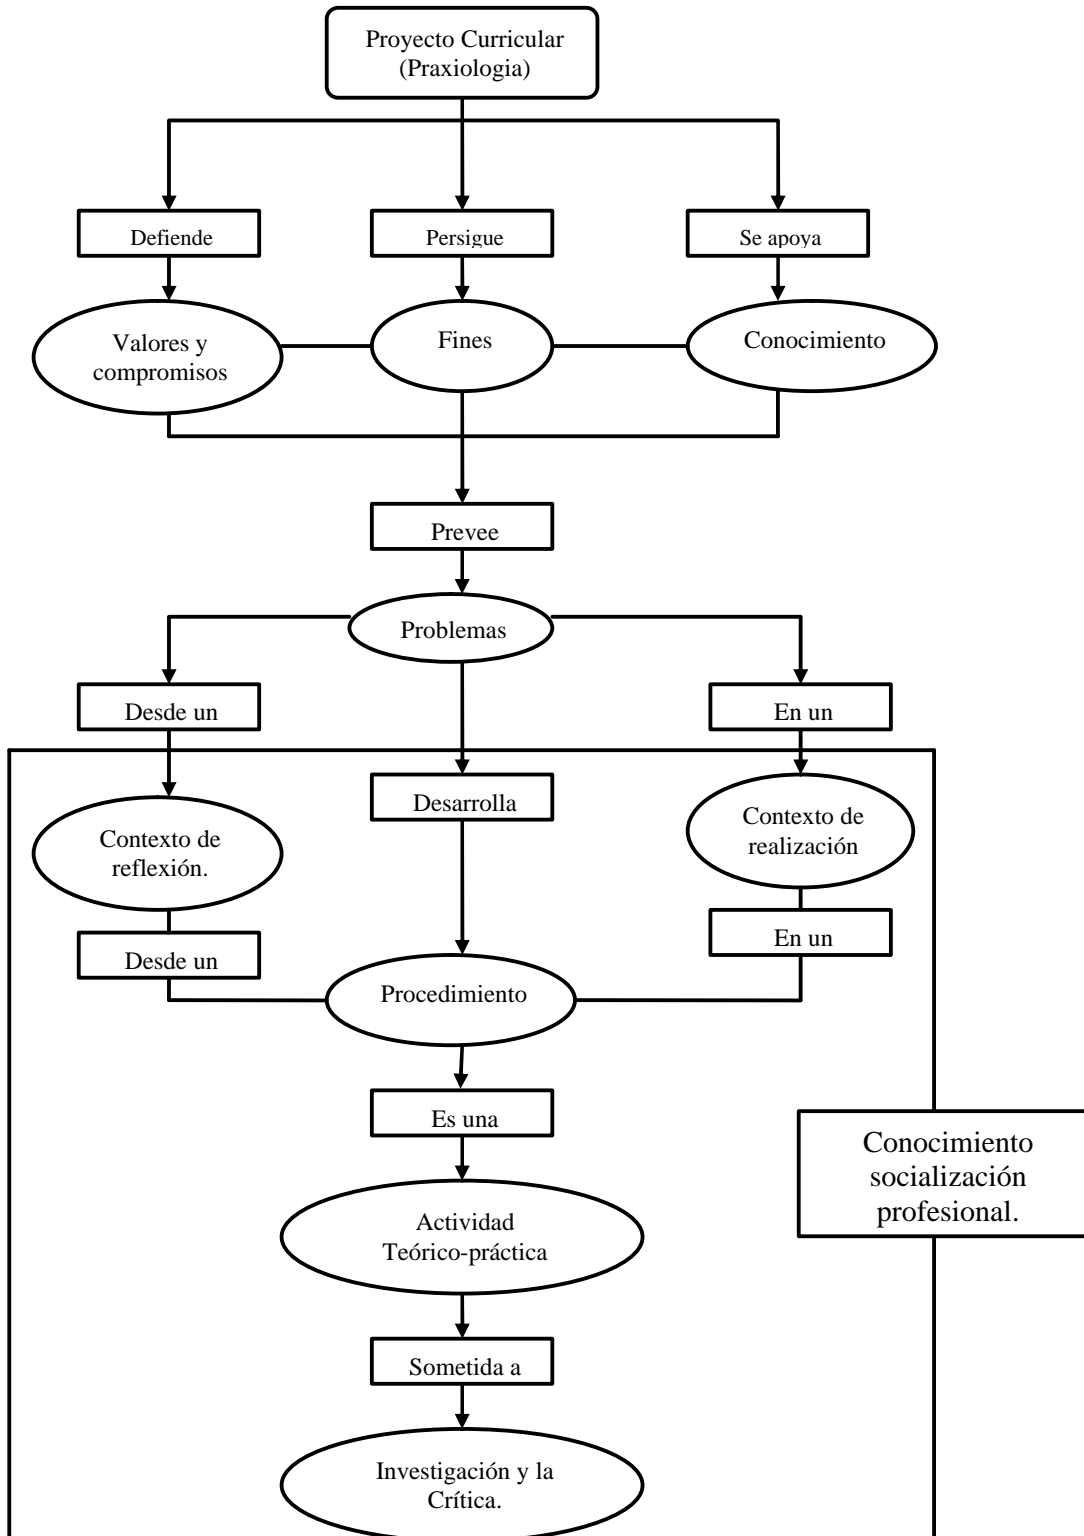 Proyecto Curricular
(Praxiologia)
Defiende
Persigue
Se apoya
Valores y
compromisos
Fines
Conocimiento
Prevee
Problemas
Desde un
En un
Desarrolla
Contexto de
reflexión.
Contexto de
realización
Desde un
En un
Procedimiento
Es una
Conocimiento
socialización
profesional.
Actividad
Teórico-práctica
Sometida a
Investigación y la
Crítica.